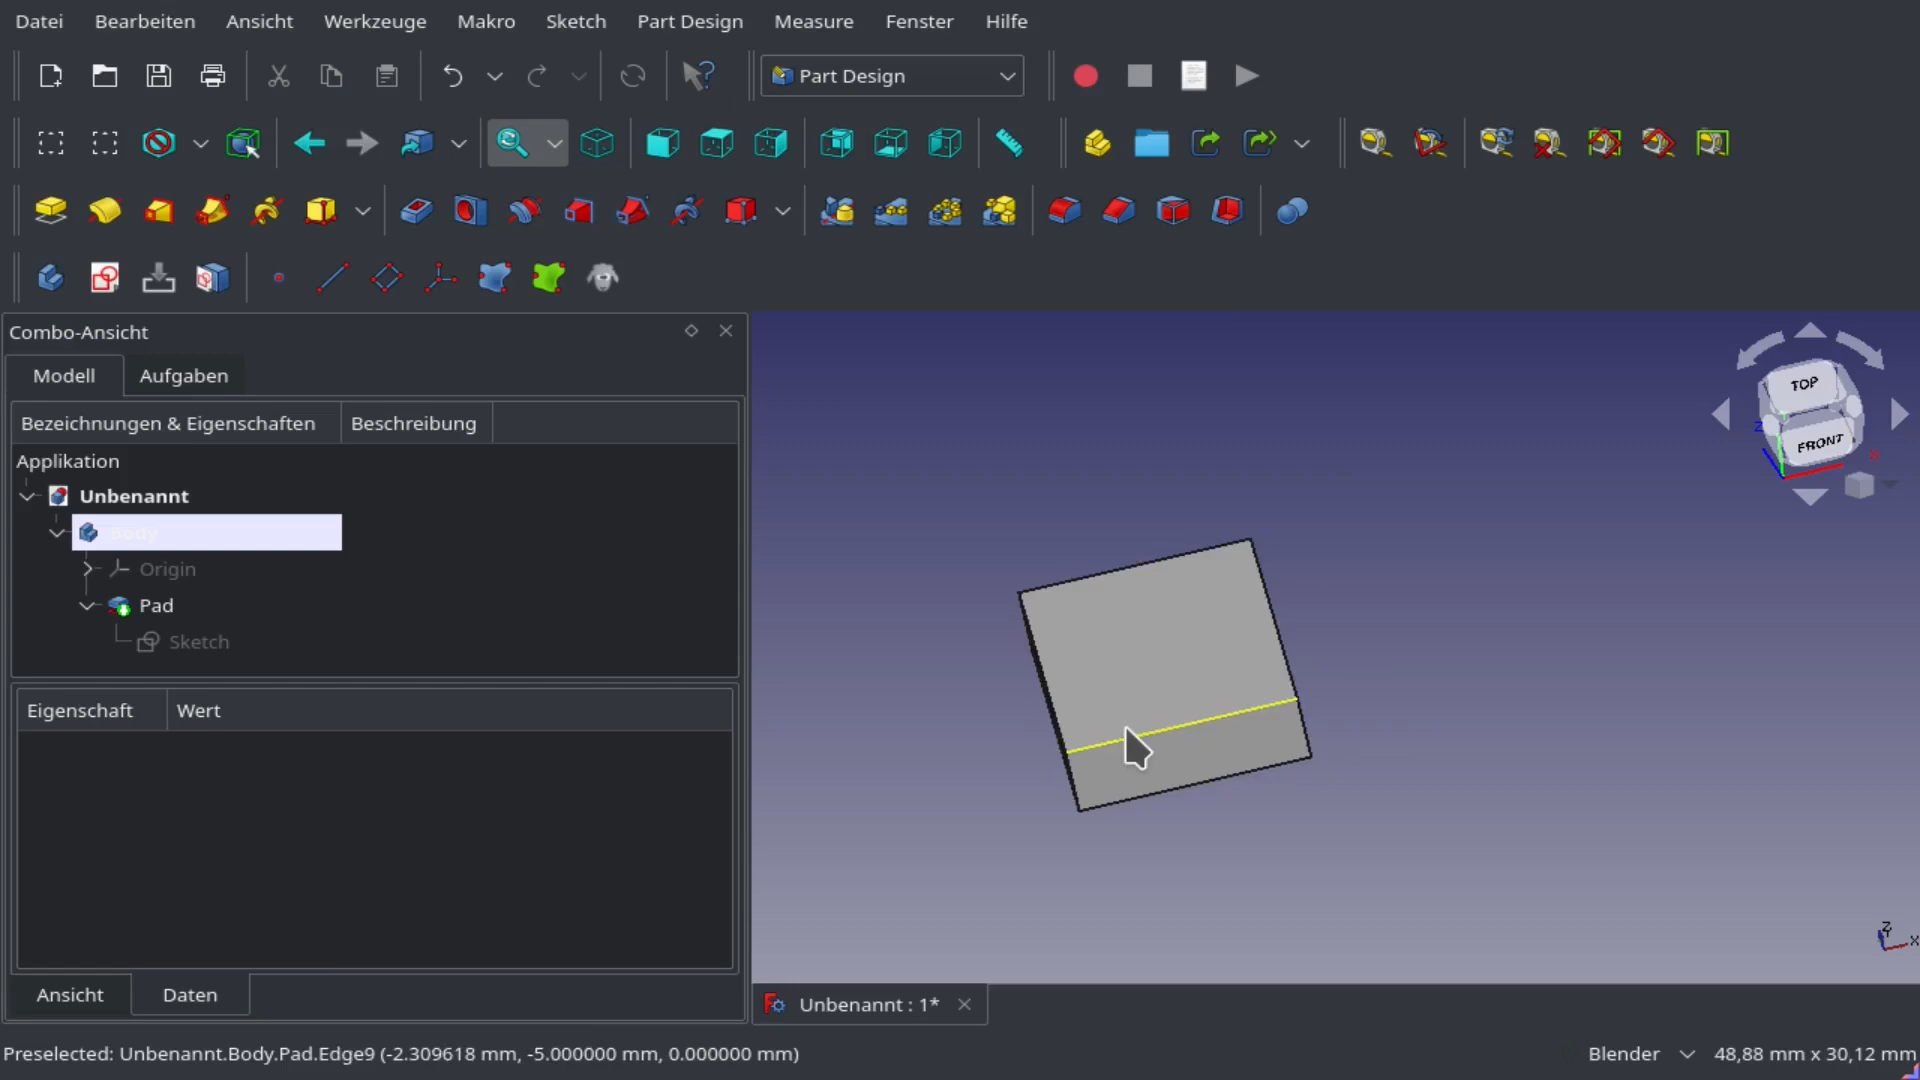 Datei Bearbeiten Ansicht Werkzeuge Makro Sketch Part Design Measure Fenster Hilfe
Part Design
Combo-Ansicht
Modell Aufgaben
Bezeichnungen & Eigenschaften Beschreibung
Applikation
Unbenannt
Body
Origin
Pad
Sketch
Eigenschaft Wert
Ansicht Daten
TOP
FRONT
Z
X
Z
X
Unbenannt : 1*
Preselected: Unbenannt.Body.Pad.Edge9 (-2.309618 mm, -5.000000 mm, 0.000000 mm)
Blender 48,88 mm x 30,12 mm